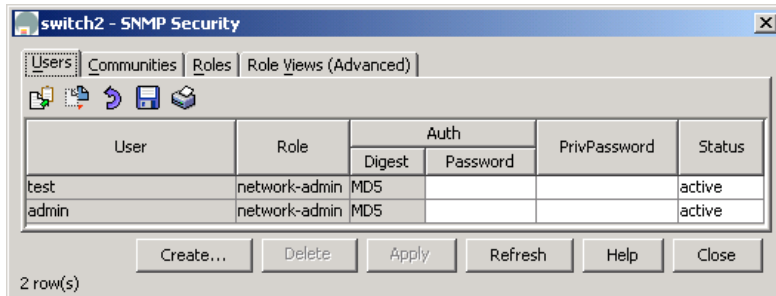 switch2 - SNMP Security
Users Communities Roles Role Views (Advanced)
User Role Auth PrivPassword Status
Digest Password
test network-admin MD5 active
admin network-admin MD5 active
Create... Delete Apply Refresh Help Close
2 row(s)